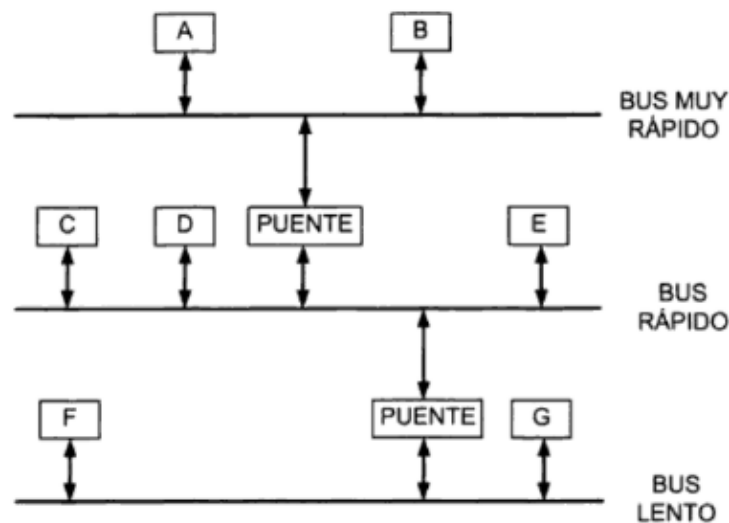 A
B
BUS MUY
RÁPIDO
C
D
PUENTE
E
BUS
RÁPIDO
F
PUENTE
G
BUS
LENTO